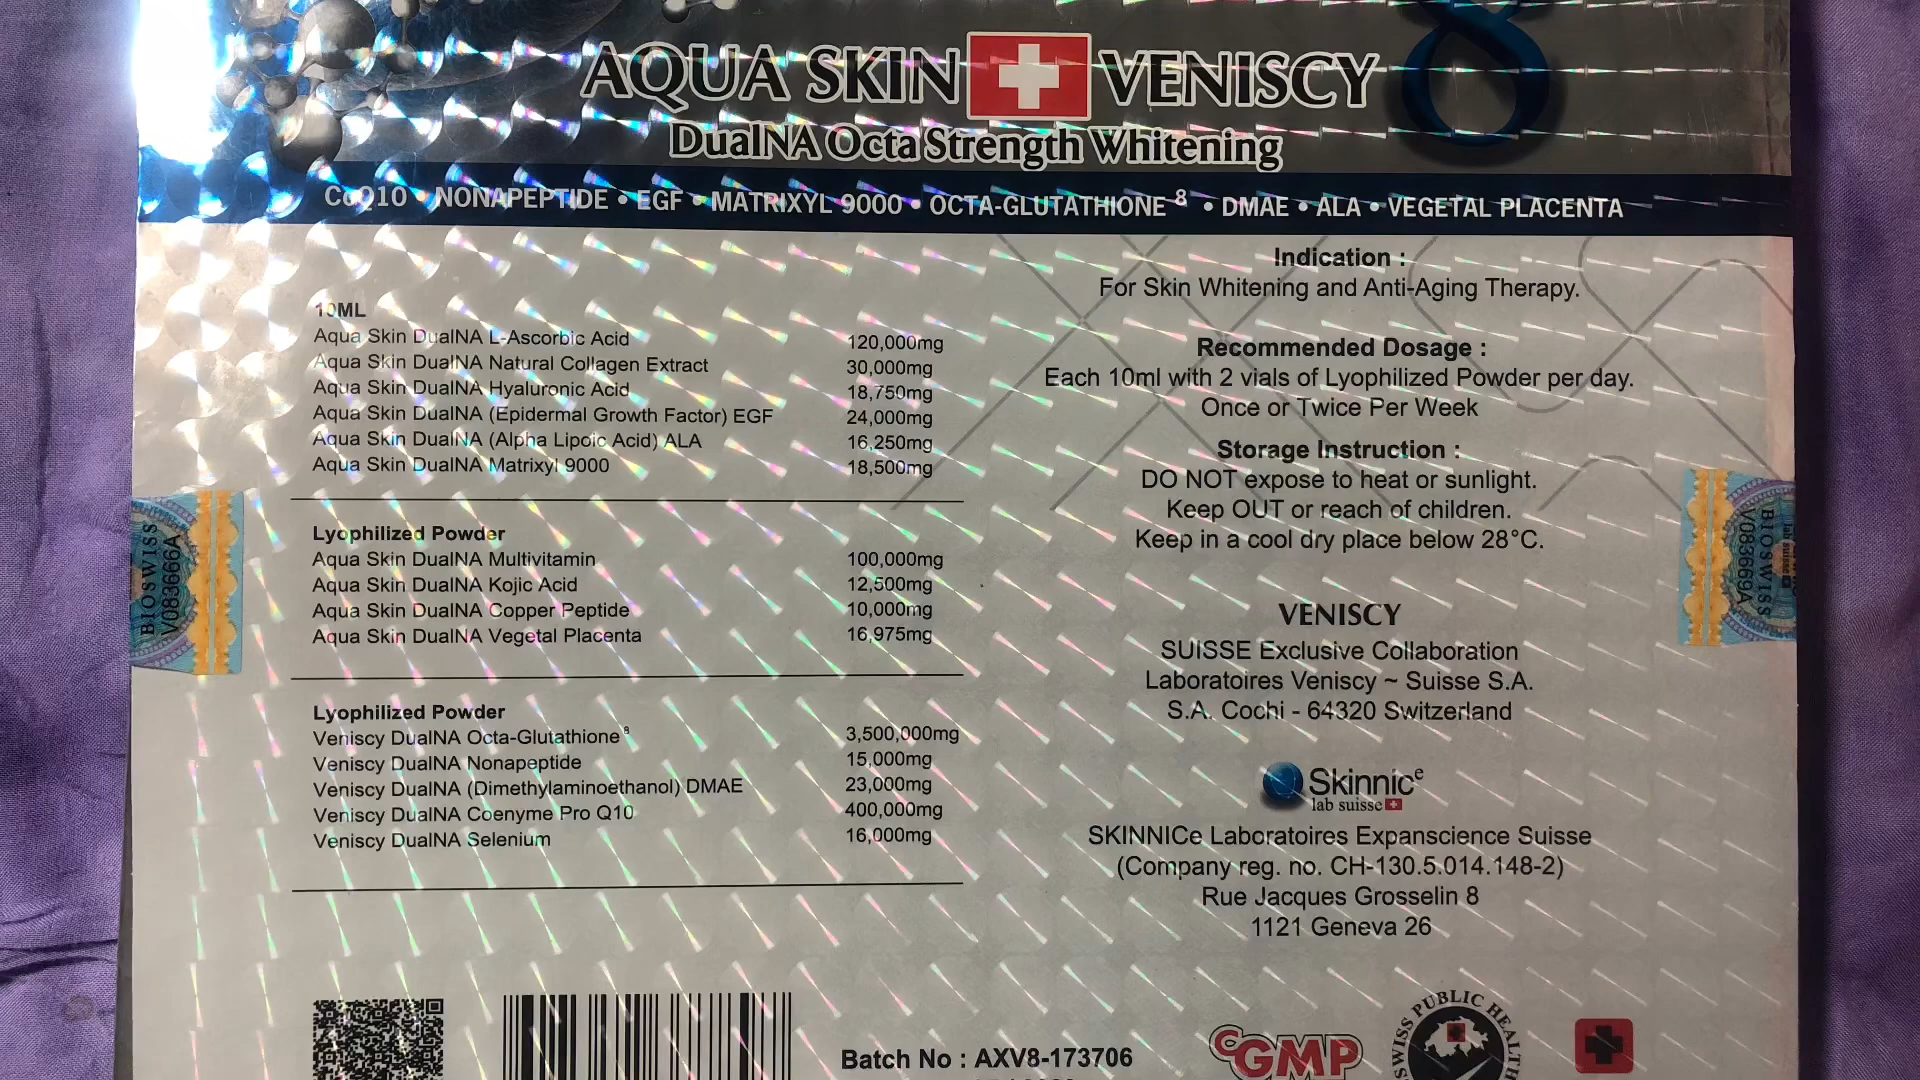 AQUA SKIN VENISCY
8
DualNA Octa Strength Whitening
CoQ10 • NONAPEPTIDE • EGF • MATRIXYL 9000 • OCTA-GLUTATHIONE 8 • DMAE • ALA • VEGETAL PLACENTA
10ML
Aqua Skin DualNA L-Ascorbic Acid 120,000mg
Aqua Skin DualNA Natural Collagen Extract 30,000mg
Aqua Skin DualNA Hyaluronic Acid 18,750mg
Aqua Skin DualNA (Epidermal Growth Factor) EGF 24,000mg
Aqua Skin DualNA (Alpha Lipoic Acid) ALA 16,250mg
Aqua Skin DualNA Matrixyl 9000 18,500mg
Lyophilized Powder
Aqua Skin DualNA Multivitamin 100,000mg
Aqua Skin DualNA Kojic Acid 12,500mg
Aqua Skin DualNA Copper Peptide 10,000mg
Aqua Skin DualNA Vegetal Placenta 16,975mg
Lyophilized Powder
Veniscy DualNA Octa-Glutathione 8 3,500,000mg
Veniscy DualNA Nonapeptide 15,000mg
Veniscy DualNA (Dimethylaminoethanol) DMAE 23,000mg
Veniscy DualNA Coenyme Pro Q10 400,000mg
Veniscy DualNA Selenium 16,000mg
Indication :
For Skin Whitening and Anti-Aging Therapy.
Recommended Dosage :
Each 10ml with 2 vials of Lyophilized Powder per day.
Once or Twice Per Week
Storage Instruction :
DO NOT expose to heat or sunlight.
Keep OUT or reach of children.
Keep in a cool dry place below 28°C.
VENISCY
SUISSE Exclusive Collaboration
Laboratoires Veniscy ~ Suisse S.A.
S.A. Cochi - 64320 Switzerland
Skinnic e
lab suisse
SKINNICe Laboratoires Expanscience Suisse
(Company reg. no. CH-130.5.014.148-2)
Rue Jacques Grosselin 8
1121 Geneva 26
BIOSWISS
V083666A
BIOSWISS
V083669A
Batch No : AXV8-173706
cGMP
SWISS PUBLIC HEALTH